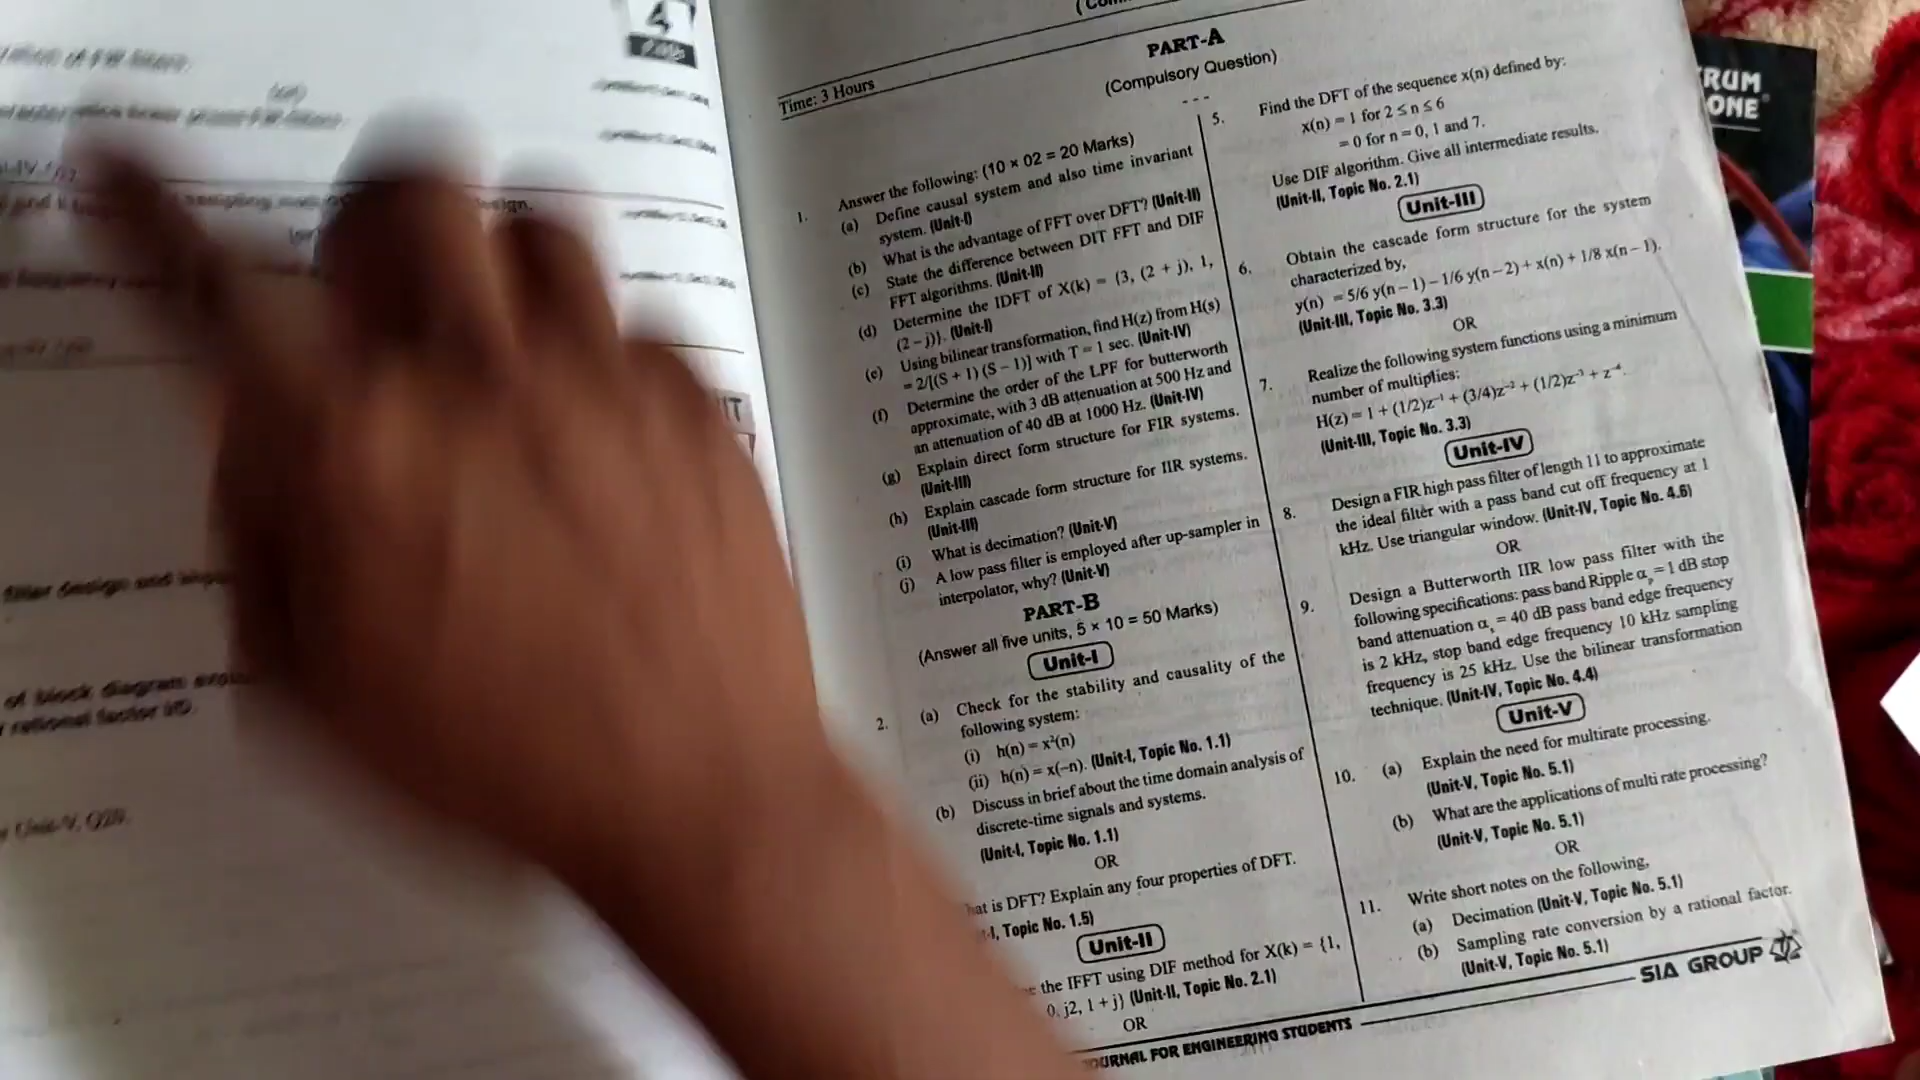 4
PART-A
Time: 3 Hours
(Compulsory Question)
- - -
1. Answer the following: (10 × 02 = 20 Marks)
(a) Define causal system and also time invariant
system. (Unit-I)
(b) What is the advantage of FFT over DFT? (Unit-II)
(c) State the difference between DIT FFT and DIF
FFT algorithms. (Unit-II)
(d) Determine the IDFT of X(k) = {3, (2 + j), 1,
(2 – j)}. (Unit-I)
(e) Using bilinear transformation, find H(z) from H(s)
= 2/[(S + 1) (S – 1)] with T = 1 sec. (Unit-IV)
(f) Determine the order of the LPF for butterworth
approximate, with 3 dB attenuation at 500 Hz and
an attenuation of 40 dB at 1000 Hz. (Unit-IV)
(g) Explain direct form structure for FIR systems.
(Unit-III)
(h) Explain cascade form structure for IIR systems.
(Unit-III)
(i) What is decimation? (Unit-V)
(j) A low pass filter is employed after up-sampler in
interpolator, why? (Unit-V)
PART-B
(Answer all five units, 5 × 10 = 50 Marks)
Unit-I
2. (a) Check for the stability and causality of the
following system:
(i) h(n) = x²(n)
(ii) h(n) = x(–n). (Unit-I, Topic No. 1.1)
(b) Discuss in brief about the time domain analysis of
discrete-time signals and systems.
(Unit-I, Topic No. 1.1)
OR
is DFT? Explain any four properties of DFT.
Topic No. 1.5)
Unit-II
the IFFT using DIF method for X(k) = {1,
0, j2, 1 + j} (Unit-II, Topic No. 2.1)
OR
5. Find the DFT of the sequence x(n) defined by:
x(n) = 1 for 2 ≤ n ≤ 6
= 0 for n = 0, 1 and 7.
Use DIF algorithm. Give all intermediate results.
(Unit-II, Topic No. 2.1)
Unit-III
6. Obtain the cascade form structure for the system
characterized by,
y(n) = 5/6 y(n – 1) – 1/6 y(n – 2) + x(n) + 1/8 x(n – 1).
(Unit-III, Topic No. 3.3)
OR
7. Realize the following system functions using a minimum
number of multiplies:
H(z) = 1 + (1/2)z⁻¹ + (3/4)z⁻² + (1/2)z⁻³ + z⁻⁴.
(Unit-III, Topic No. 3.3)
Unit-IV
8. Design a FIR high pass filter of length 11 to approximate
the ideal filter with a pass band cut off frequency at 1
kHz. Use triangular window. (Unit-IV, Topic No. 4.6)
OR
9. Design a Butterworth IIR low pass filter with the
following specifications: pass band Ripple αₚ = 1 dB stop
band attenuation αₛ = 40 dB pass band edge frequency
is 2 kHz, stop band edge frequency 10 kHz sampling
frequency is 25 kHz. Use the bilinear transformation
technique. (Unit-IV, Topic No. 4.4)
Unit-V
10. (a) Explain the need for multirate processing.
(Unit-V, Topic No. 5.1)
(b) What are the applications of multi rate processing?
(Unit-V, Topic No. 5.1)
OR
11. Write short notes on the following,
(a) Decimation (Unit-V, Topic No. 5.1)
(b) Sampling rate conversion by a rational factor.
(Unit-V, Topic No. 5.1)
JOURNAL FOR ENGINEERING STUDENTS
SIA GROUP
RUM
ONE